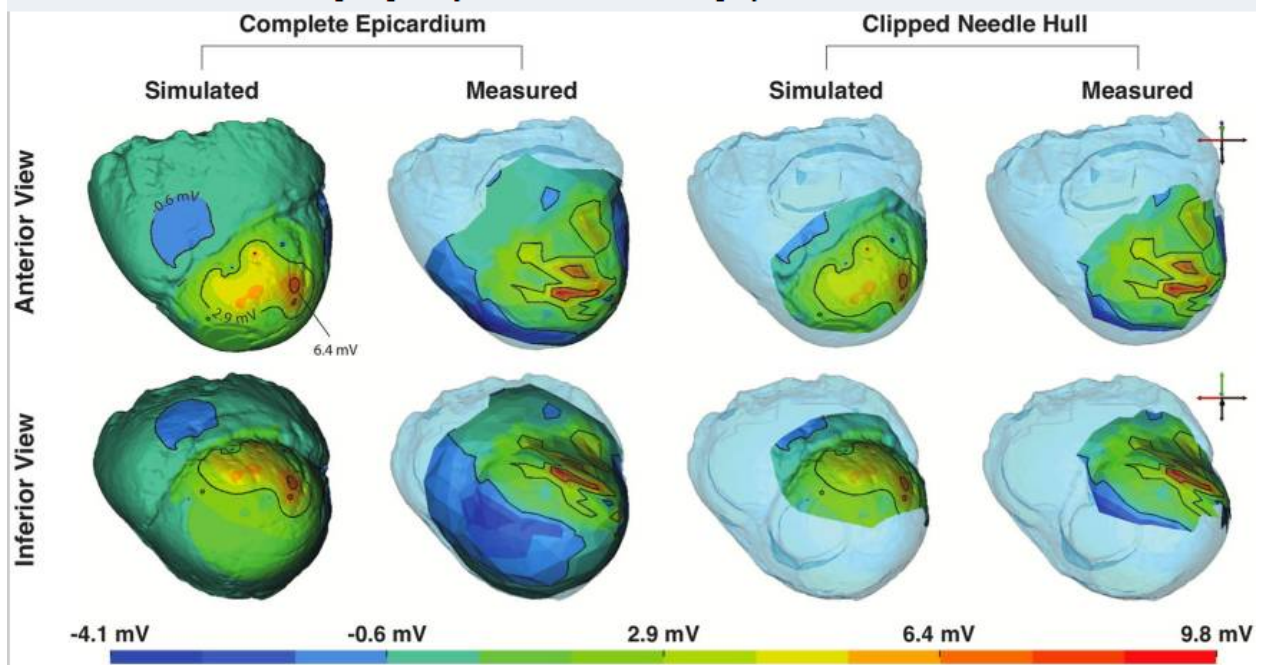 Complete Epicardium
Clipped Needle Hull
Simulated
Measured
Simulated
Measured
Anterior View
-0.6 mV
2.9 mV
6.4 mV
Inferior View
-4.1 mV
-0.6 mV
2.9 mV
6.4 mV
9.8 mV